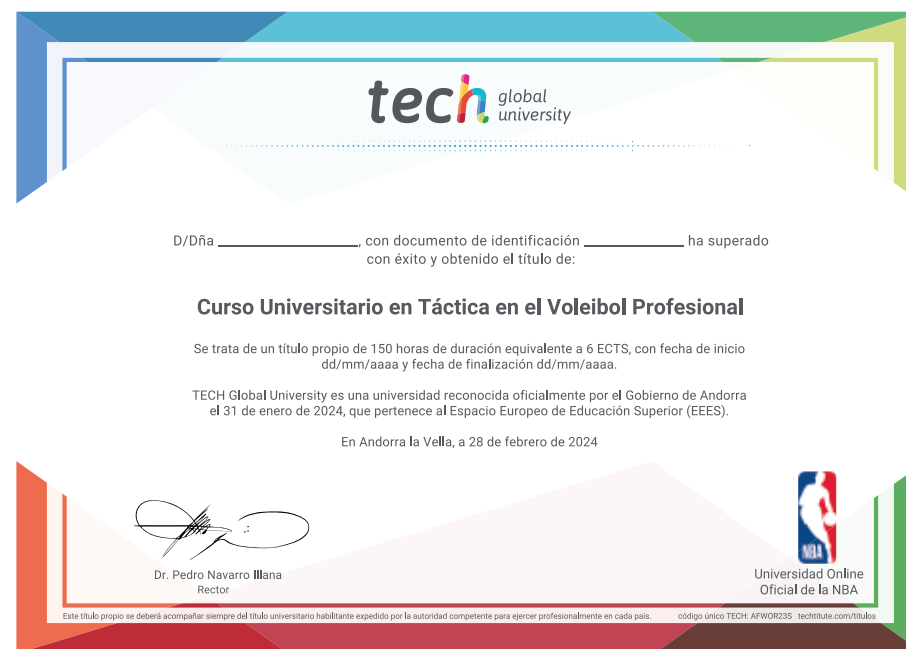 tech global
university
D/Dña ____________________, con documento de identificación ______________ ha superado
con éxito y obtenido el título de:
Curso Universitario en Táctica en el Voleibol Profesional
Se trata de un título propio de 150 horas de duración equivalente a 6 ECTS, con fecha de inicio
dd/mm/aaaa y fecha de finalización dd/mm/aaaa.
TECH Global University es una universidad reconocida oficialmente por el Gobierno de Andorra
el 31 de enero de 2024, que pertenece al Espacio Europeo de Educación Superior (EEES).
En Andorra la Vella, a 28 de febrero de 2024
Dr. Pedro Navarro Illana
Rector
NBA
Universidad Online
Oficial de la NBA
Este título propio se deberá acompañar siempre del título universitario habilitante expedido por la autoridad competente para ejercer profesionalmente en cada país.
código único TECH: AFWOR23S techtitute.com/titulos